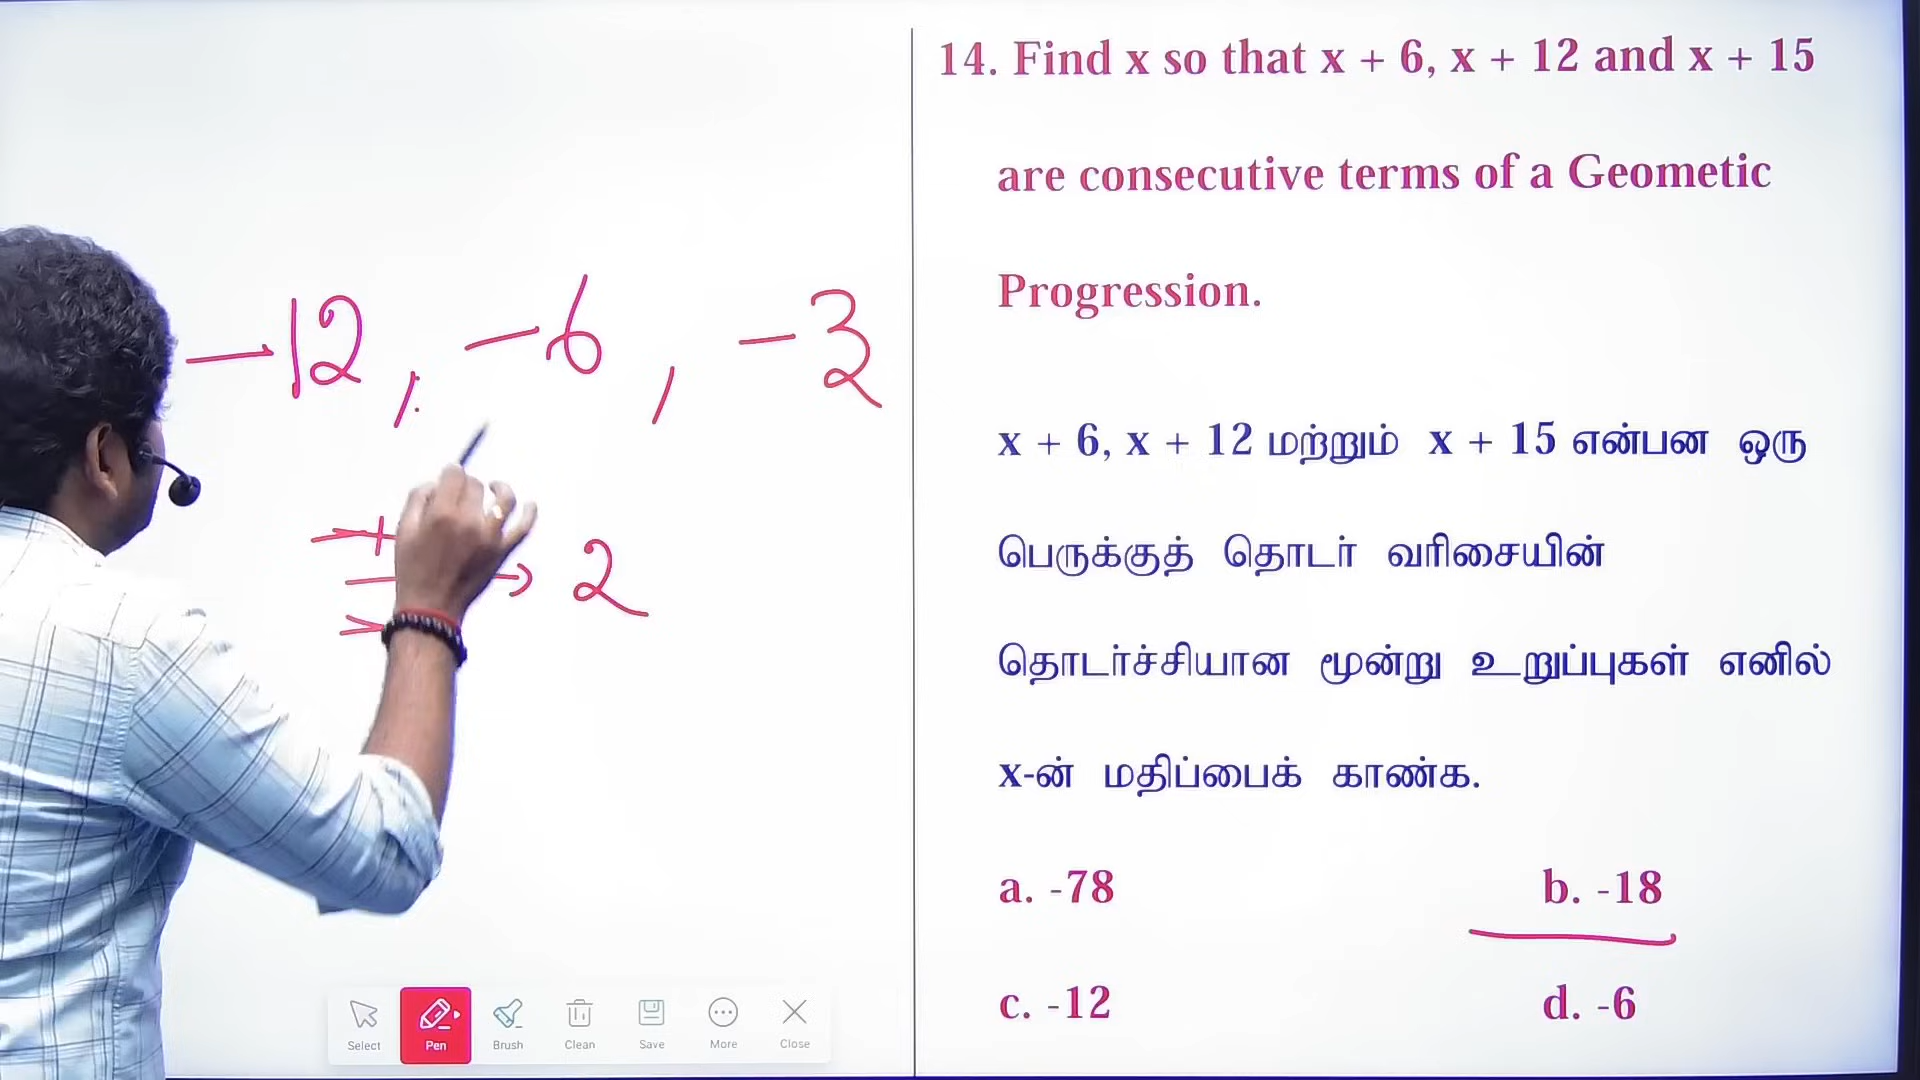 14. Find x so that x + 6, x + 12 and x + 15
are consecutive terms of a Geometic
Progression.
x + 6, x + 12 மற்றும் x + 15 என்பன ஒரு
பெருக்குத் தொடர் வரிசையின்
தொடர்ச்சியான மூன்று உறுப்புகள் எனில்
x-ன் மதிப்பைக் காண்க.
a. -78 b. -18
c. -12 d. -6
-12, -6, -3
2
Select Pen Brush Clean Save More Close